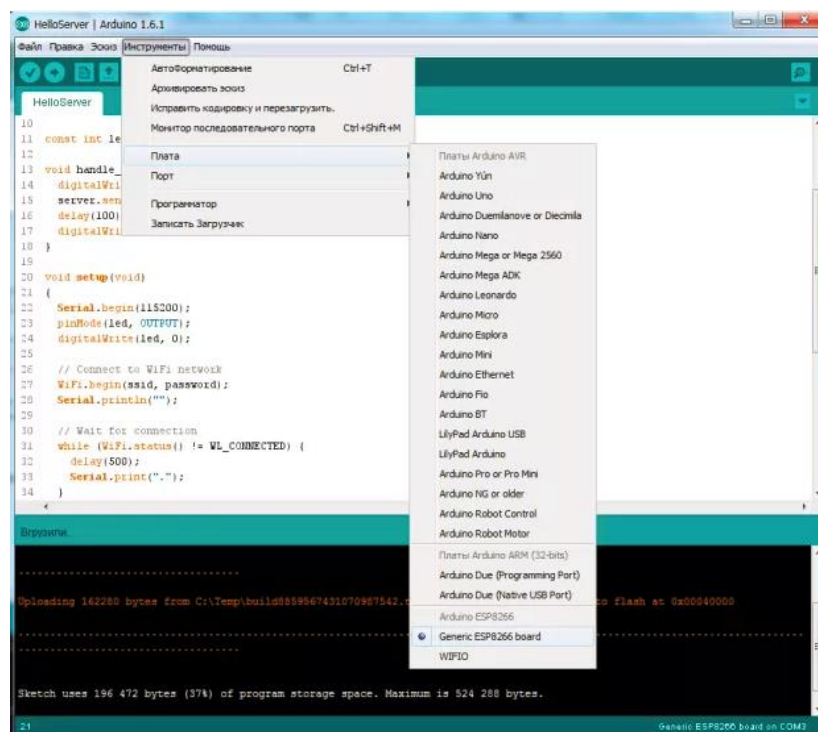 HelloServer | Arduino 1.6.1
Файл Правка Эскиз Инструменты Помощь
АвтоФорматирование Ctrl+T
Архивировать эскиз
Исправить кодировку и перезагрузить.
Монитор последовательного порта Ctrl+Shift+M
Плата
Порт
Программатор
Записать Загрузчик
Платы Arduino AVR
Arduino Yún
Arduino Uno
Arduino Duemilanove or Diecimila
Arduino Nano
Arduino Mega or Mega 2560
Arduino Mega ADK
Arduino Leonardo
Arduino Micro
Arduino Esplora
Arduino Mini
Arduino Ethernet
Arduino Fio
Arduino BT
LilyPad Arduino USB
LilyPad Arduino
Arduino Pro or Pro Mini
Arduino NG or older
Arduino Robot Control
Arduino Robot Motor
Платы Arduino ARM (32-bits)
Arduino Due (Programming Port)
Arduino Due (Native USB Port)
Arduino ESP8266
Generic ESP8266 board
WIFIO
HelloServer
10
11 const int le
12
13 void handle_
14 digitalWri
15 server.sen
16 delay(100)
17 digitalWri
18 }
19
20 void setup(void)
21 {
22 Serial.begin(115200);
23 pinMode(led, OUTPUT);
24 digitalWrite(led, 0);
25
26 // Connect to WiFi network
27 WiFi.begin(ssid, password);
28 Serial.println("");
29
30 // Wait for connection
31 while (WiFi.status() != WL_CONNECTED) {
32 delay(500);
33 Serial.print(".");
34 }
Вгрузили.
Uploading 162280 bytes from C:\Temp\build8859567431070987542.t to flash at 0x00040000
Sketch uses 196 472 bytes (37%) of program storage space. Maximum is 524 288 bytes.
21 Generic ESP8266 board on COM3